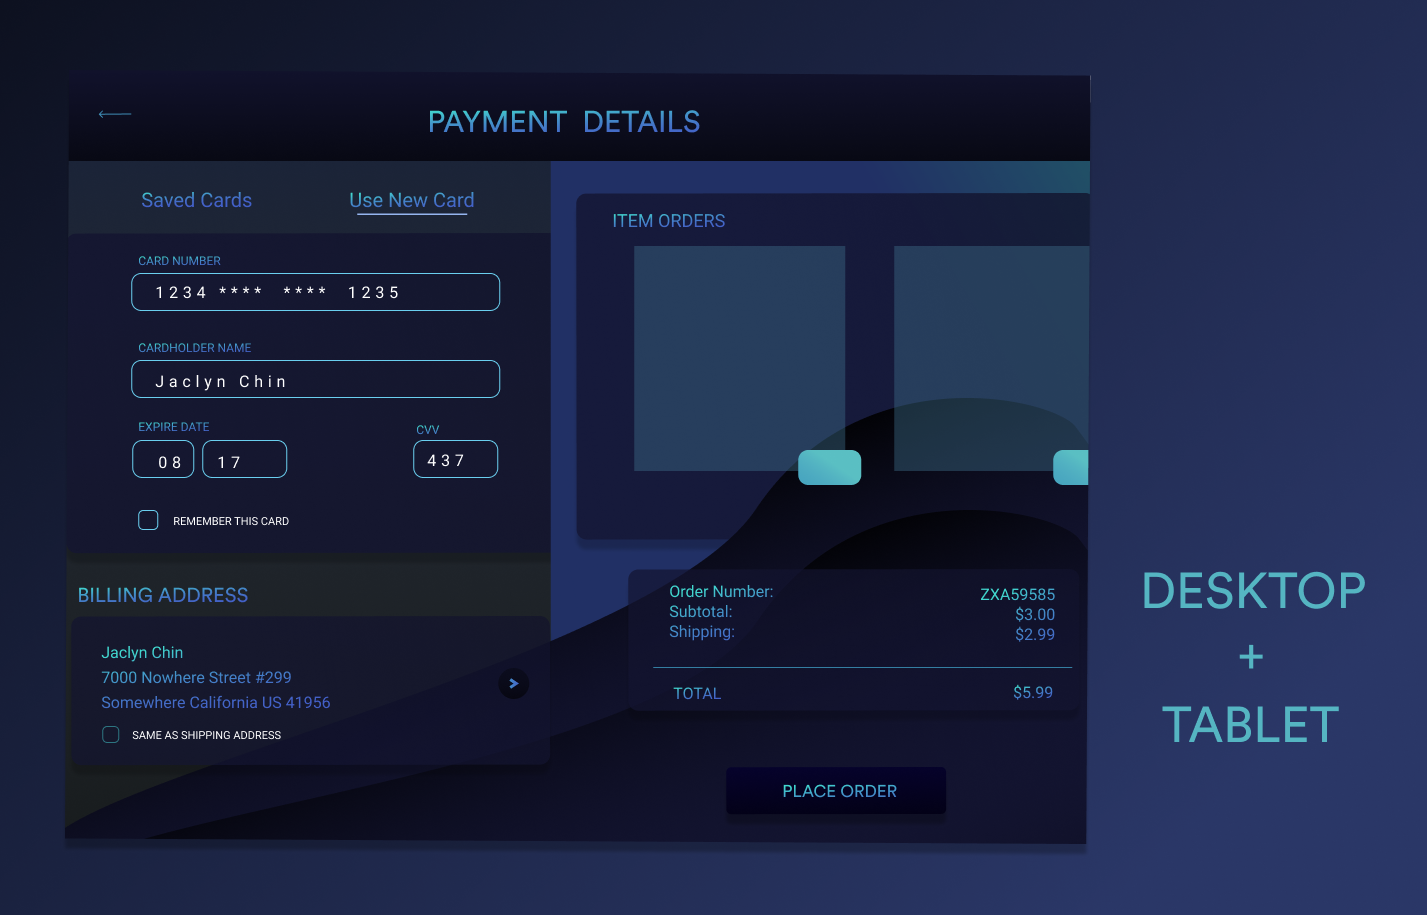 PAYMENT DETAILS
Saved Cards
Use New Card
CARD NUMBER
1234 **** **** 1235
CARDHOLDER NAME
Jaclyn Chin
EXPIRE DATE
CVV
08
17
437
REMEMBER THIS CARD
BILLING ADDRESS
Jaclyn Chin
7000 Nowhere Street #299
Somewhere California US 41956
SAME AS SHIPPING ADDRESS
ITEM ORDERS
Order Number: ZXA59585
Subtotal: $3.00
Shipping: $2.99
TOTAL $5.99
PLACE ORDER
DESKTOP
+
TABLET